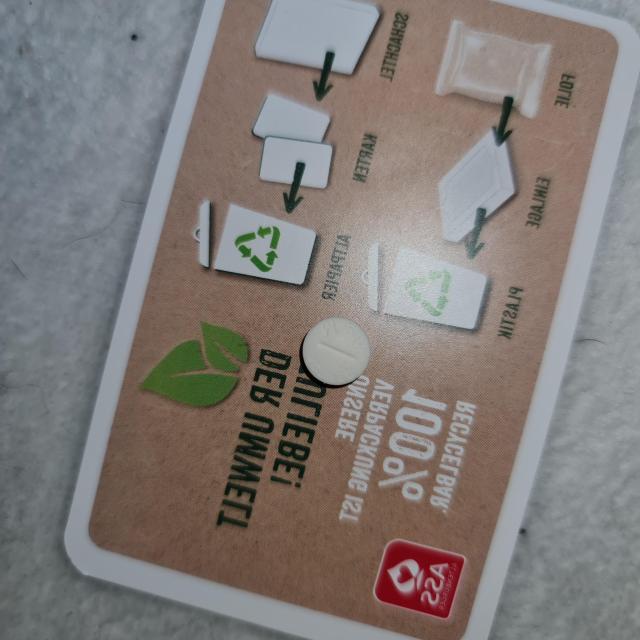 FOLIE
EINLAGE
PLASTIK
SCHACHTEL
KARTEN
ALTPAPIER
RECYCELBAR.
100%
VERPACKUNG IST
UNSERE
DER UMWELT
ZULIEBE!
ASS